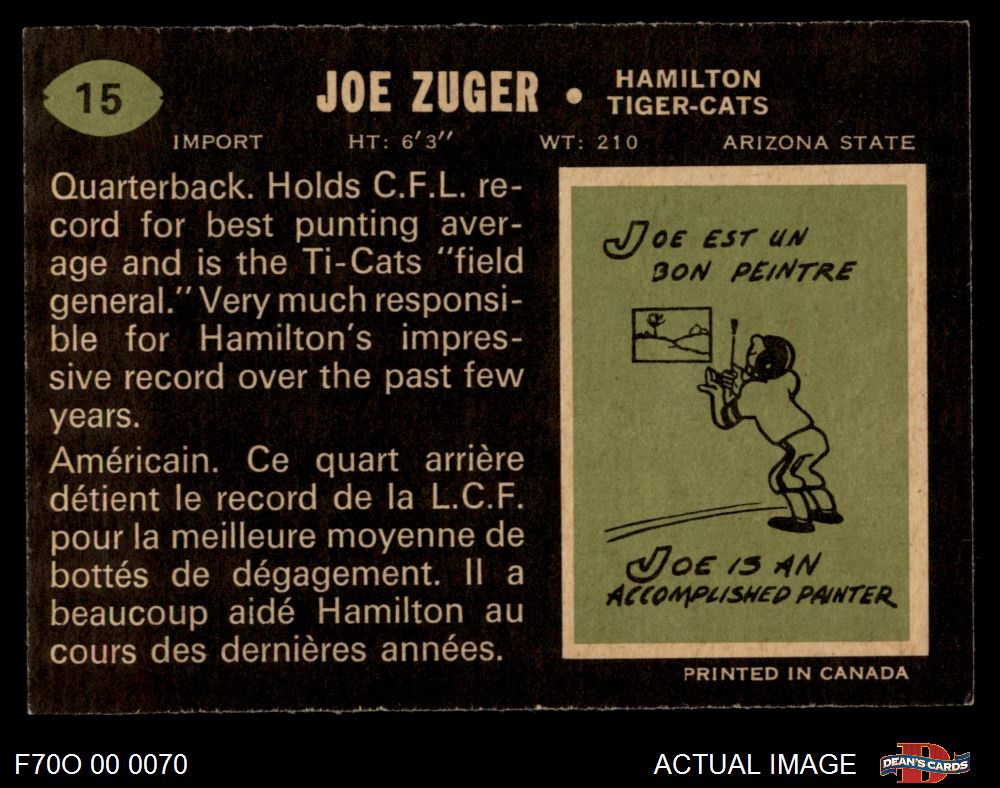 15
JOE ZUGER • HAMILTON
TIGER-CATS
IMPORT HT: 6'3'' WT: 210 ARIZONA STATE
Quarterback. Holds C.F.L. re-
cord for best punting aver-
age and is the Ti-Cats "field
general." Very much responsi-
ble for Hamilton's impres-
sive record over the past few
years.
Américain. Ce quart arrière
détient le record de la L.C.F.
pour la meilleure moyenne de
bottés de dégagement. Il a
beaucoup aidé Hamilton au
cours des dernières années.
JOE EST UN
BON PEINTRE
JOE IS AN
ACCOMPLISHED PAINTER
PRINTED IN CANADA
F70O 00 0070
ACTUAL IMAGE
DEAN'S CARDS